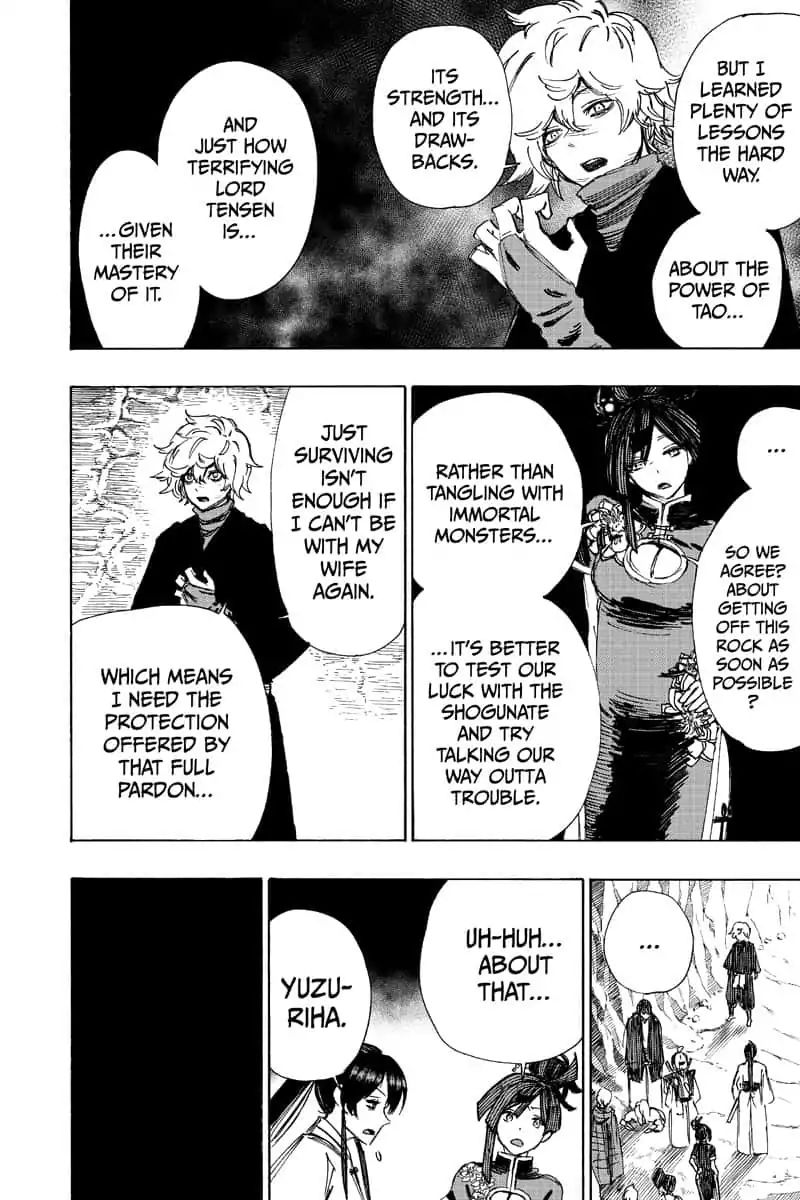 BUT I
LEARNED
PLENTY OF
LESSONS
THE HARD
WAY.
ABOUT THE
POWER OF
TAO...
ITS
STRENGTH...
AND ITS
DRAW-
BACKS.
AND
JUST HOW
TERRIFYING
LORD
TENSEN
IS...
...GIVEN
THEIR
MASTERY
OF IT.
...
SO WE
AGREE?
ABOUT
GETTING
OFF THIS
ROCK AS
SOON AS
POSSIBLE
?
RATHER THAN
TANGLING WITH
IMMORTAL
MONSTERS...
...IT'S BETTER
TO TEST OUR
LUCK WITH THE
SHOGUNATE
AND TRY
TALKING OUR
WAY OUTTA
TROUBLE.
JUST
SURVIVING
ISN'T
ENOUGH IF
I CAN'T BE
WITH MY
WIFE
AGAIN.
WHICH MEANS
I NEED THE
PROTECTION
OFFERED BY
THAT FULL
PARDON...
...
UH-HUH...
ABOUT
THAT...
YUZU-
RIHA.